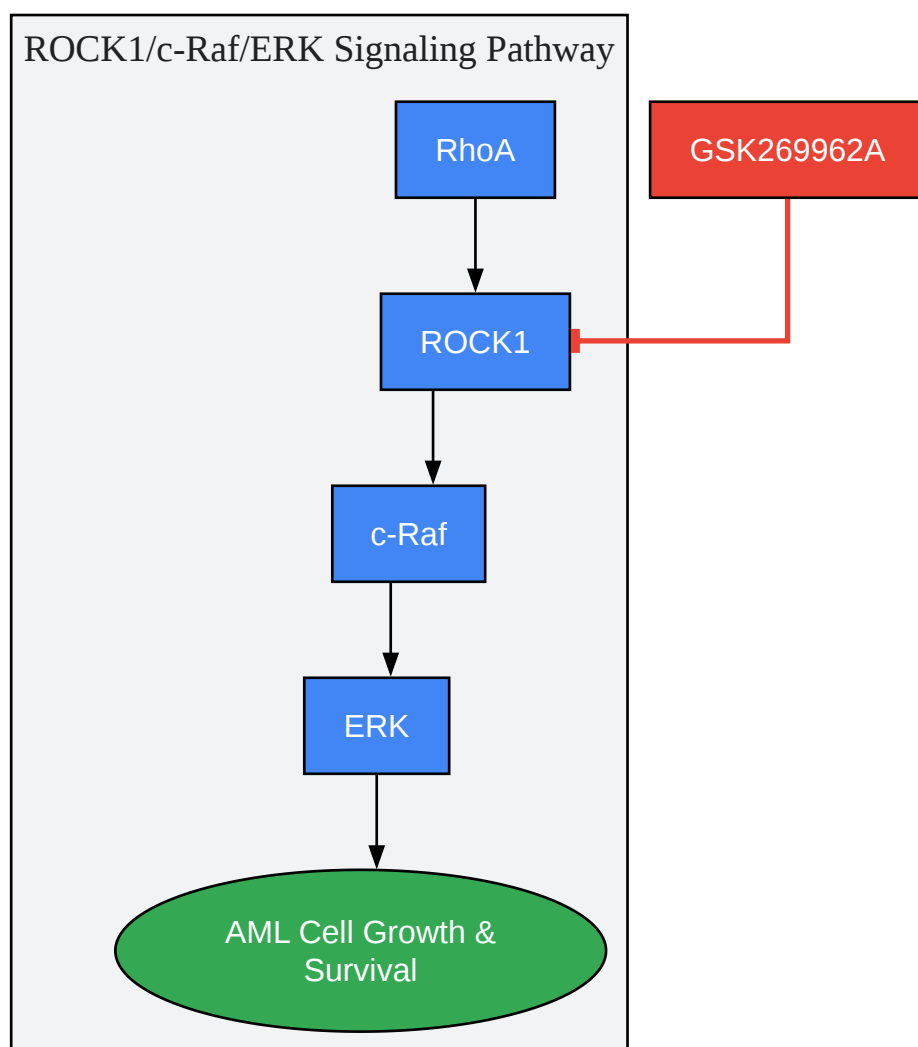 ROCK1/c-Raf/ERK Signaling Pathway
RhoA
GSK269962A
ROCK1
c-Raf
ERK
AML Cell Growth &
Survival